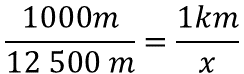 1000m / 12 500 m = 1km / x